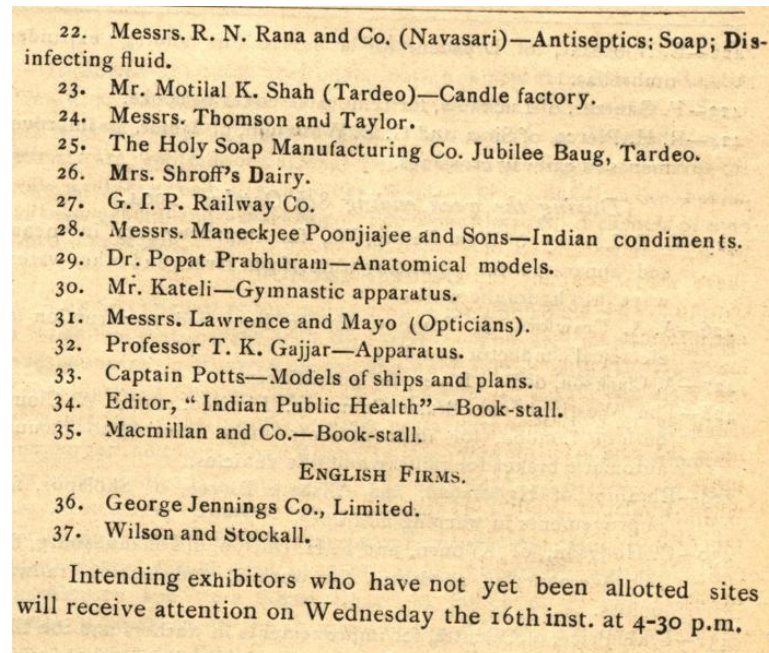 22. Messrs. R. N. Rana and Co. (Navasari)—Antiseptics; Soap; Dis-
infecting fluid.
23. Mr. Motilal K. Shah (Tardeo)—Candle factory.
24. Messrs. Thomson and Taylor.
25. The Holy Soap Manufacturing Co. Jubilee Baug, Tardeo.
26. Mrs. Shroff's Dairy.
27. G. I. P. Railway Co.
28. Messrs. Maneckjee Poonjiajee and Sons—Indian condiments.
29. Dr. Popat Prabhuram—Anatomical models.
30. Mr. Kateli—Gymnastic apparatus.
31. Messrs. Lawrence and Mayo (Opticians).
32. Professor T. K. Gajjar—Apparatus.
33. Captain Potts—Models of ships and plans.
34. Editor, “ Indian Public Health”—Book-stall.
35. Macmillan and Co.—Book-stall.
ENGLISH FIRMS.
36. George Jennings Co., Limited.
37. Wilson and Stockall.
Intending exhibitors who have not yet been allotted sites
will receive attention on Wednesday the 16th inst. at 4-30 p.m.